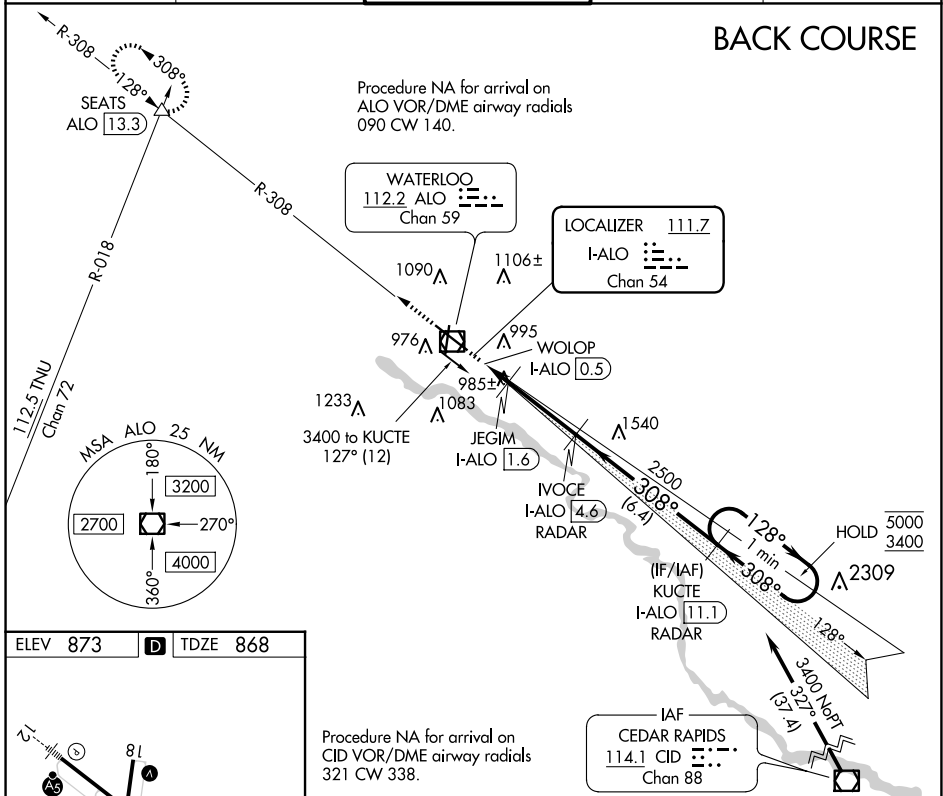 BACK COURSE
R-308
308°
128°
SEATS
ALO 13.3
Procedure NA for arrival on
ALO VOR/DME airway radials
090 CW 140.
R-308
WATERLOO
112.2 ALO
Chan 59
LOCALIZER 111.7
I-ALO
Chan 54
R-018
112.5 TNU
Chan 72
1090
1106±
976
995
WOLOP
I-ALO 0.5
985±
1233
1083
3400 to KUCTE
127° (12)
JEGIM
I-ALO 1.6
1540
IVOCE
I-ALO 4.6
RADAR
2500
308°
(6.4)
128°
1 min
308°
HOLD 5000
3400
2309
(IF/IAF)
KUCTE
I-ALO 11.1
RADAR
128°
MSA ALO 25 NM
180°
3200
2700
270°
4000
360°
3400 NoPT
327°
(37.4)
IAF
CEDAR RAPIDS
114.1 CID
Chan 88
ELEV 873 D TDZE 868
Procedure NA for arrival on
CID VOR/DME airway radials
321 CW 338.
12
P
18
V
A5